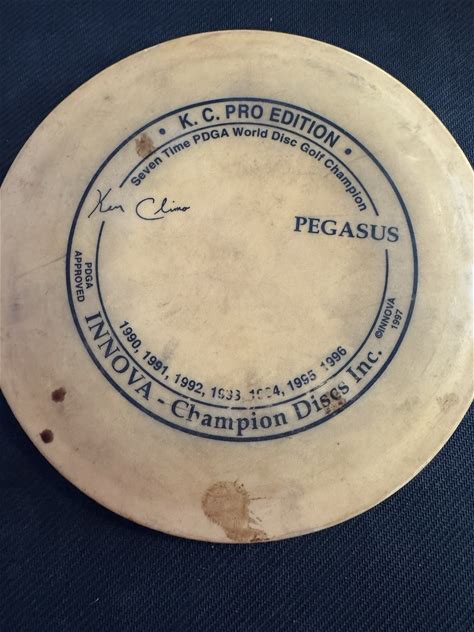 • K. C. PRO EDITION •
Seven Time PDGA World Disc Golf Champion
Ken Climo
PEGASUS
PDGA
APPROVED
©INNOVA
1997
1990, 1991, 1992, 1993, 1994, 1995, 1996
INNOVA - Champion Discs Inc.